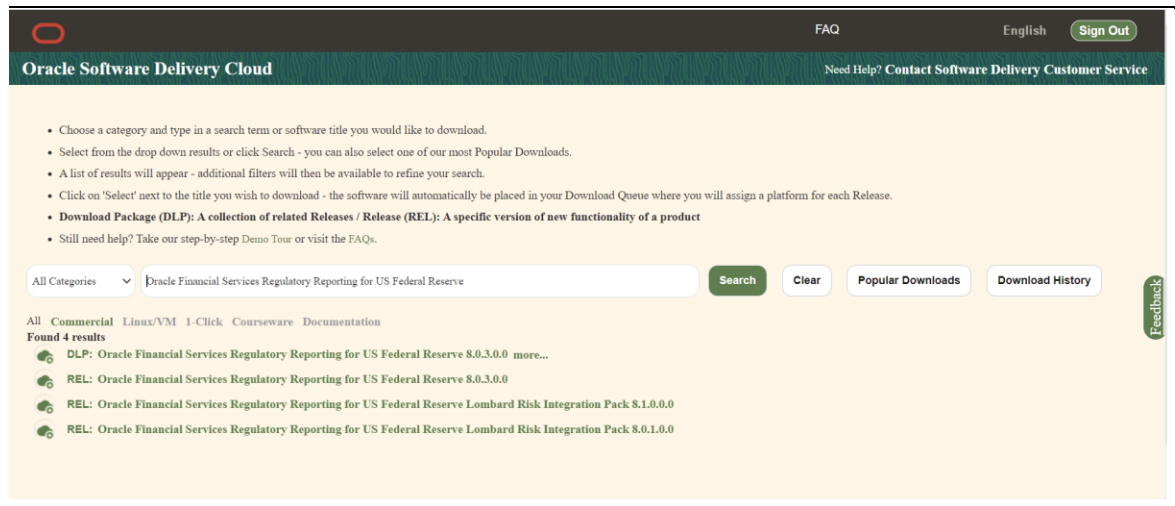 FAQ English Sign Out
Oracle Software Delivery Cloud Need Help? Contact Software Delivery Customer Service
• Choose a category and type in a search term or software title you would like to download.
• Select from the drop down results or click Search - you can also select one of our most Popular Downloads.
• A list of results will appear - additional filters will then be available to refine your search.
• Click on 'Select' next to the title you wish to download - the software will automatically be placed in your Download Queue where you will assign a platform for each Release.
• Download Package (DLP): A collection of related Releases / Release (REL): A specific version of new functionality of a product
• Still need help? Take our step-by-step Demo Tour or visit the FAQs.
All Categories Oracle Financial Services Regulatory Reporting for US Federal Reserve Search Clear Popular Downloads Download History
Feedback
All Commercial Linux/VM 1-Click Courseware Documentation
Found 4 results
DLP: Oracle Financial Services Regulatory Reporting for US Federal Reserve 8.0.3.0.0 more...
REL: Oracle Financial Services Regulatory Reporting for US Federal Reserve 8.0.3.0.0
REL: Oracle Financial Services Regulatory Reporting for US Federal Reserve Lombard Risk Integration Pack 8.1.0.0.0
REL: Oracle Financial Services Regulatory Reporting for US Federal Reserve Lombard Risk Integration Pack 8.0.1.0.0